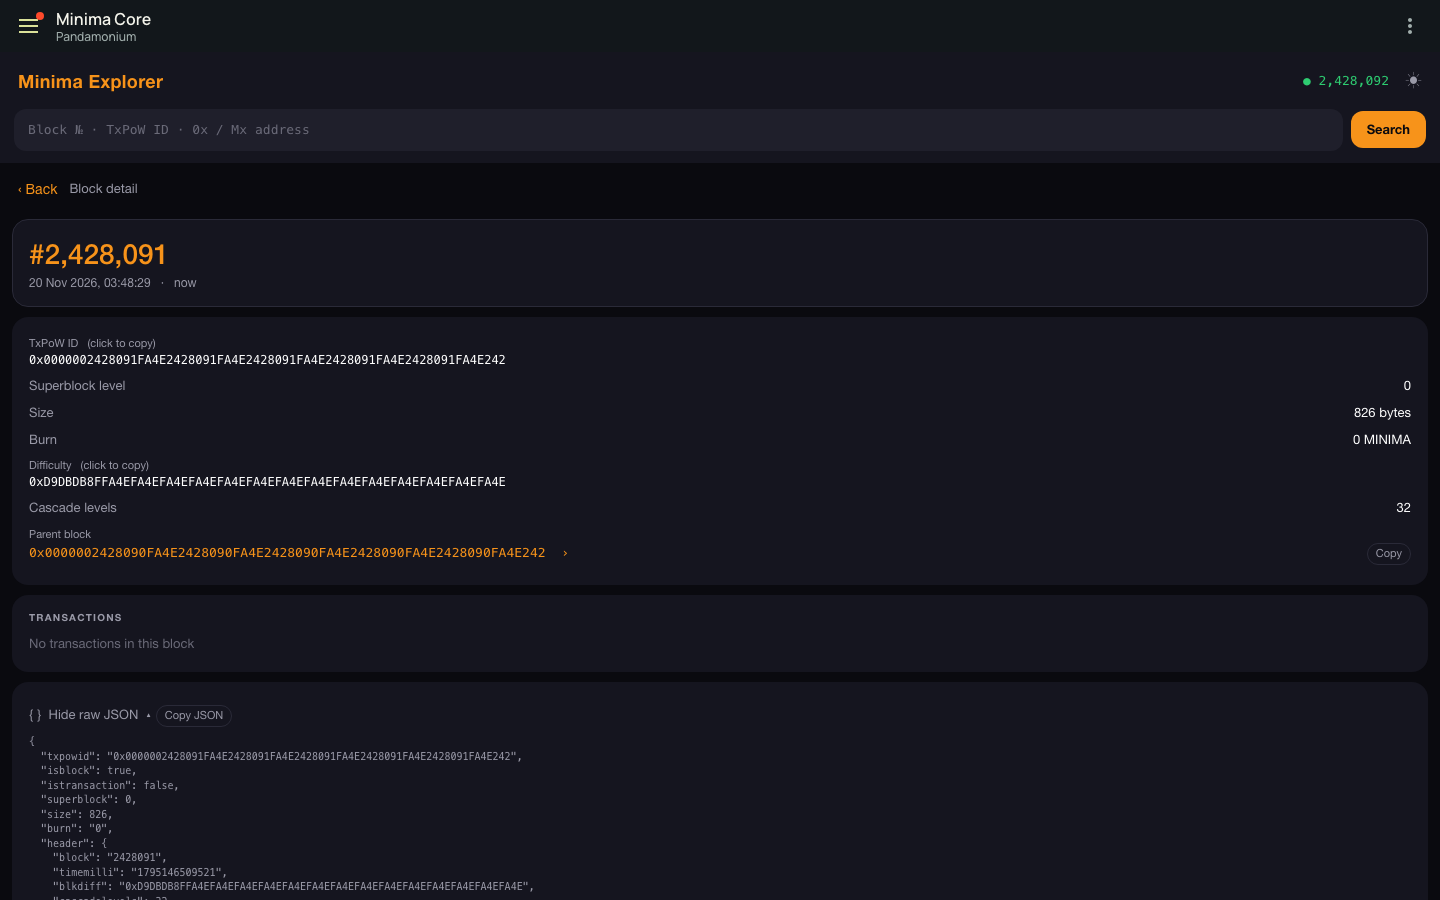 Minima Core
Pandamonium
Minima Explorer
● 2,428,092
Block № · TxPoW ID · 0x / Mx address
Search
‹ Back Block detail
#2,428,091
20 Nov 2026, 03:48:29 · now
TxPoW ID (click to copy)
0x0000002428091FA4E2428091FA4E2428091FA4E2428091FA4E2428091FA4E242
Superblock level 0
Size 826 bytes
Burn 0 MINIMA
Difficulty (click to copy)
0xD9DBDB8FFA4EFA4EFA4EFA4EFA4EFA4EFA4EFA4EFA4EFA4EFA4EFA4EFA4EFA4E
Cascade levels 32
Parent block
0x0000002428090FA4E2428090FA4E2428090FA4E2428090FA4E2428090FA4E242 › Copy
TRANSACTIONS
No transactions in this block
{ } Hide raw JSON ▴ Copy JSON
{
"txpowid": "0x0000002428091FA4E2428091FA4E2428091FA4E2428091FA4E2428091FA4E242",
"isblock": true,
"istransaction": false,
"superblock": 0,
"size": 826,
"burn": "0",
"header": {
"block": "2428091",
"timemilli": "1795146509521",
"blkdiff": "0xD9DBDB8FFA4EFA4EFA4EFA4EFA4EFA4EFA4EFA4EFA4EFA4EFA4EFA4EFA4EFA4E",
"cascadelevels": 32,